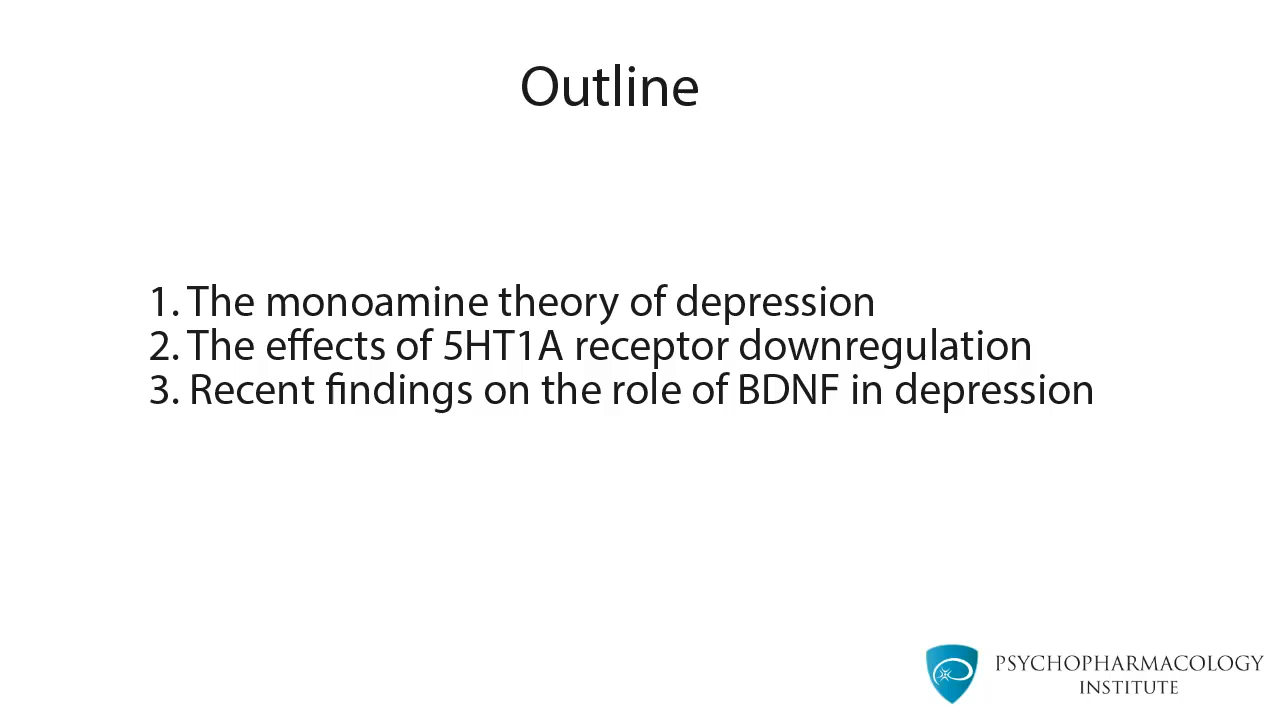 Outline
1. The monoamine theory of depression
2. The effects of 5HT1A receptor downregulation
3. Recent findings on the role of BDNF in depression
PSYCHOPHARMACOLOGY
INSTITUTE